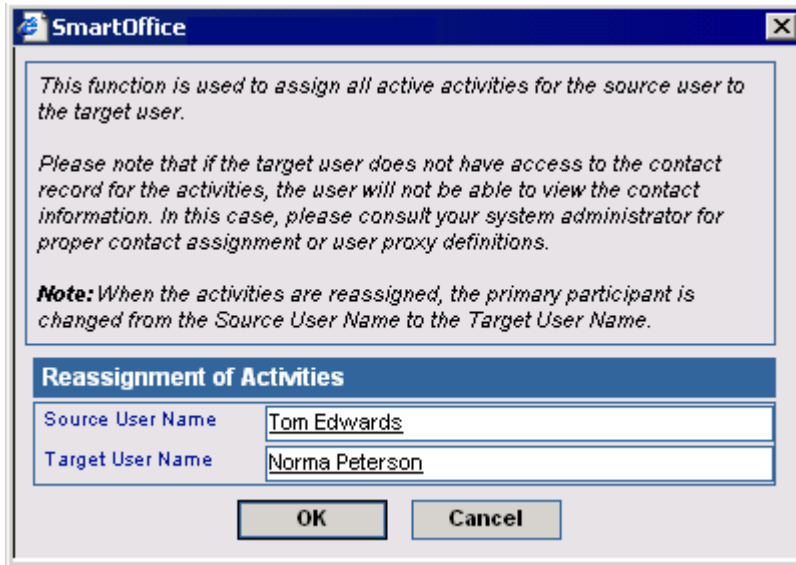 SmartOffice
This function is used to assign all active activities for the source user to
the target user.
Please note that if the target user does not have access to the contact
record for the activities, the user will not be able to view the contact
information. In this case, please consult your system administrator for
proper contact assignment or user proxy definitions.
Note: When the activities are reassigned, the primary participant is
changed from the Source User Name to the Target User Name.
Reassignment of Activities
Source User Name Tom Edwards
Target User Name Norma Peterson
OK Cancel